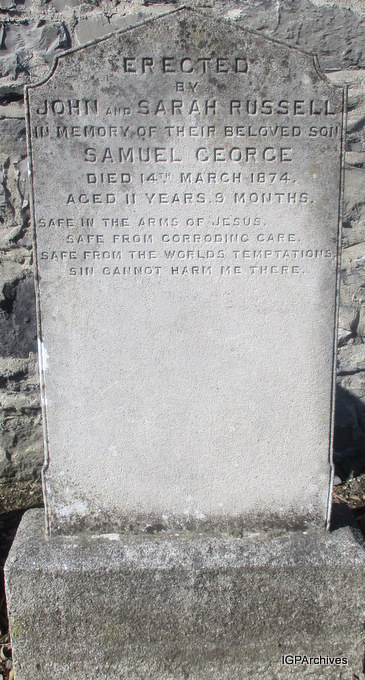 ERECTED
BY
JOHN AND SARAH RUSSELL
IN MEMORY OF THEIR BELOVED SON
SAMUEL GEORGE
DIED 14TH MARCH 1874.
AGED 11 YEARS. 9 MONTHS.
SAFE IN THE ARMS OF JESUS.
SAFE FROM CORRODING CARE.
SAFE FROM THE WORLDS TEMPTATIONS.
SIN CANNOT HARM ME THERE.
IGPArchives